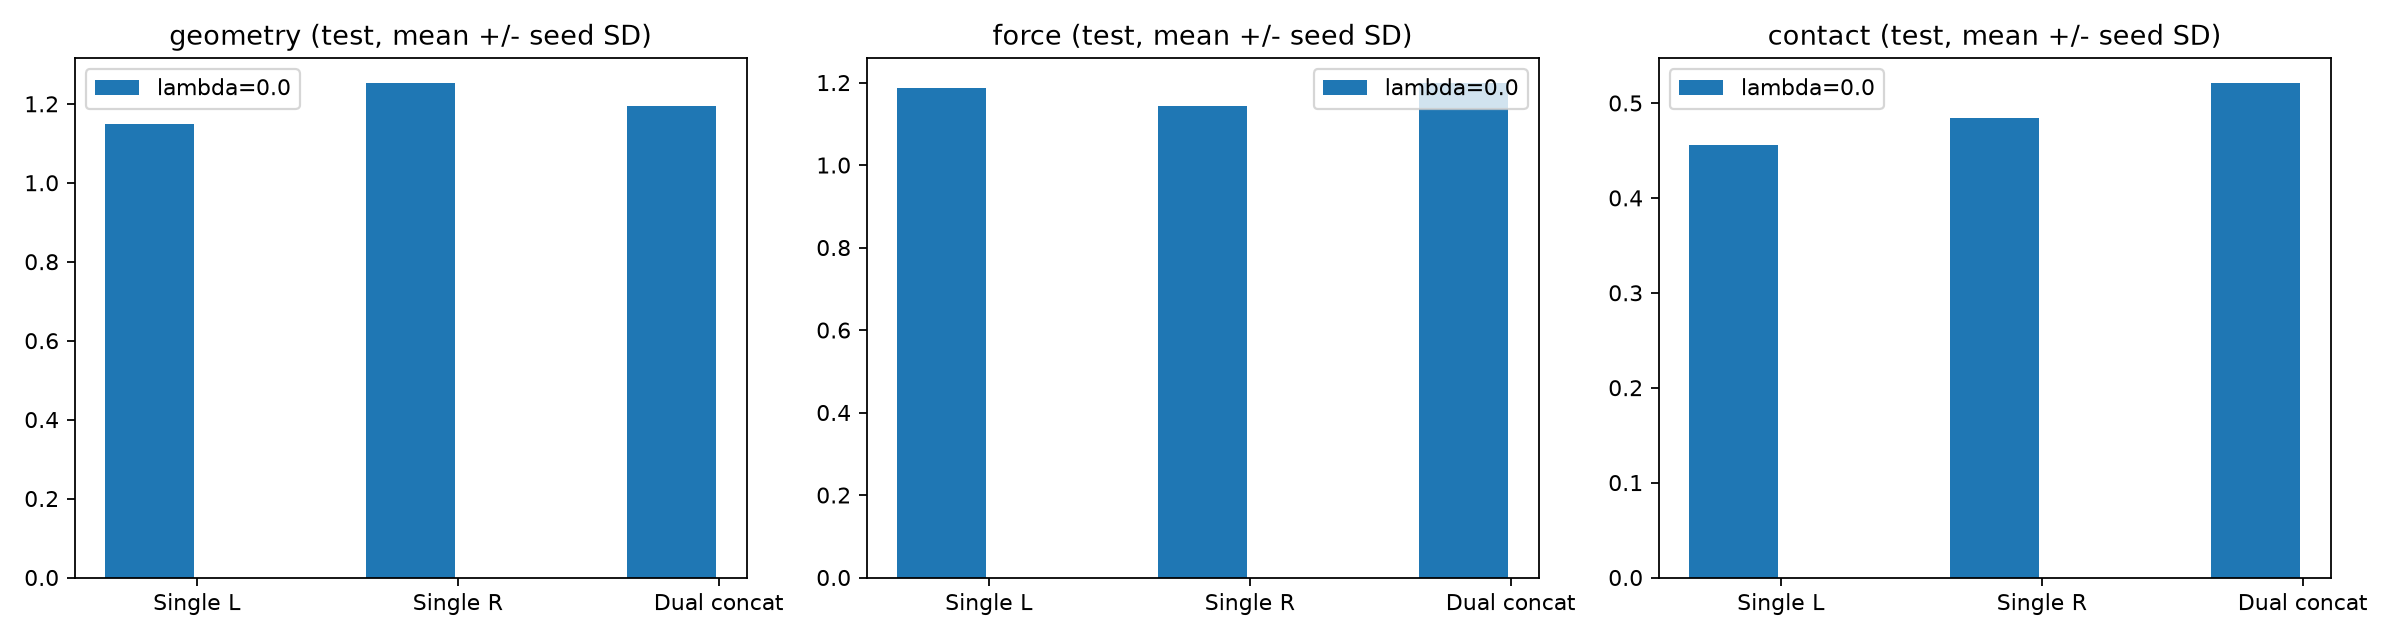 geometry (test, mean +/- seed SD)
lambda=0.0
1.2
1.0
0.8
0.6
0.4
0.2
0.0
Single L
Single R
Dual concat
force (test, mean +/- seed SD)
lambda=0.0
1.2
1.0
0.8
0.6
0.4
0.2
0.0
Single L
Single R
Dual concat
contact (test, mean +/- seed SD)
lambda=0.0
0.5
0.4
0.3
0.2
0.1
0.0
Single L
Single R
Dual concat